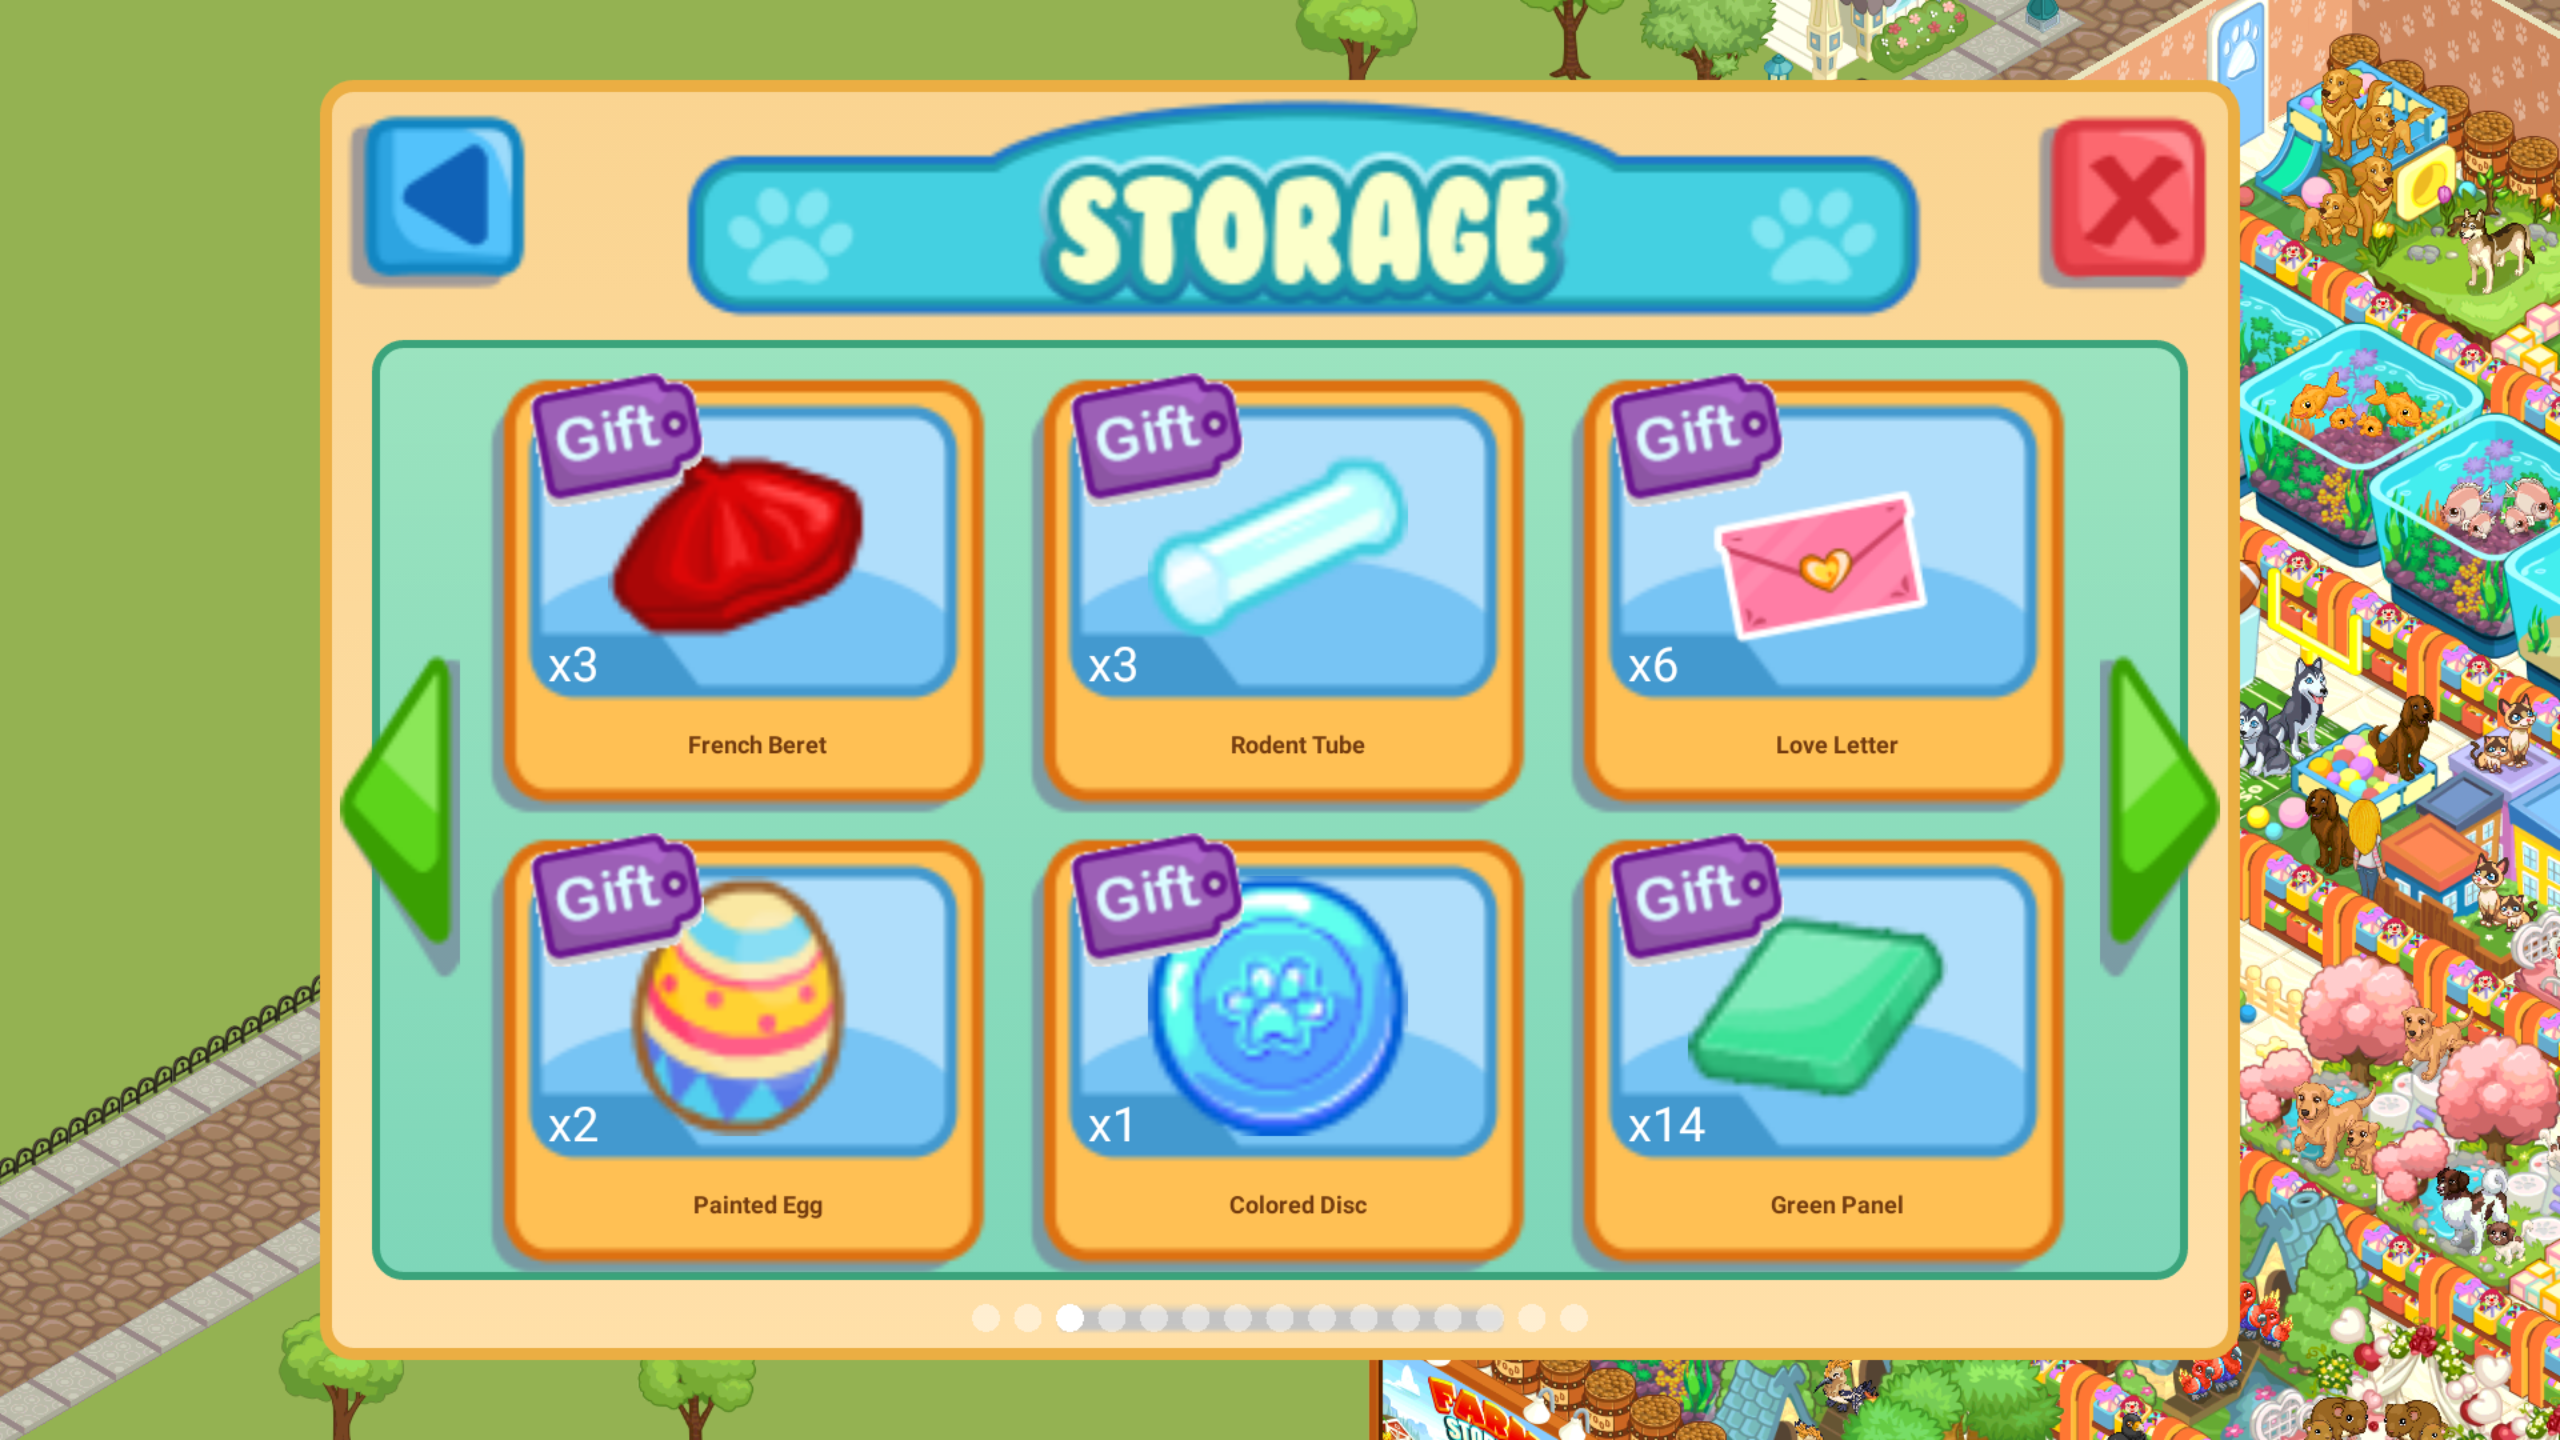 STORAGE
Gift
x3
French Beret
Gift
x3
Rodent Tube
Gift
x6
Love Letter
Gift
x2
Painted Egg
Gift
x1
Colored Disc
Gift
x14
Green Panel